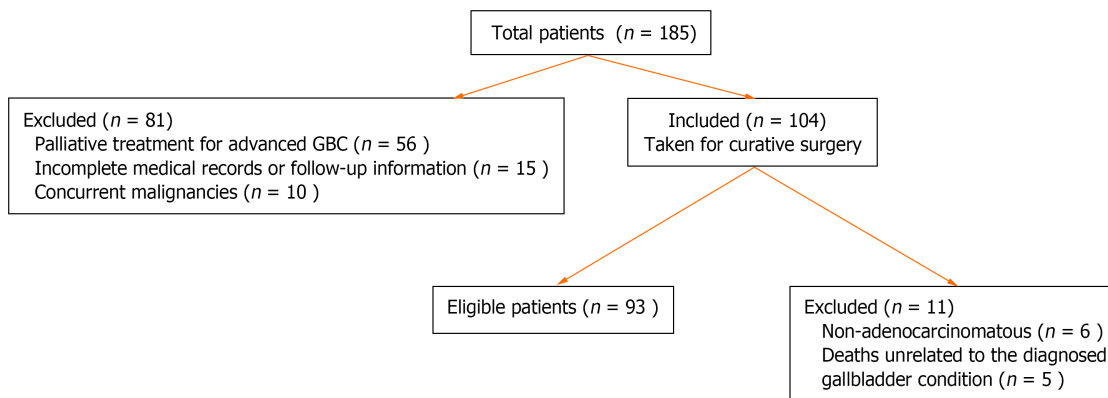 Total patients (n = 185)
Excluded (n = 81)
Palliative treatment for advanced GBC (n = 56 )
Incomplete medical records or follow-up information (n = 15 )
Concurrent malignancies (n = 10 )
Included (n = 104)
Taken for curative surgery
Eligible patients (n = 93 )
Excluded (n = 11)
Non-adenocarcinomatous (n = 6 )
Deaths unrelated to the diagnosed
gallbladder condition (n = 5 )